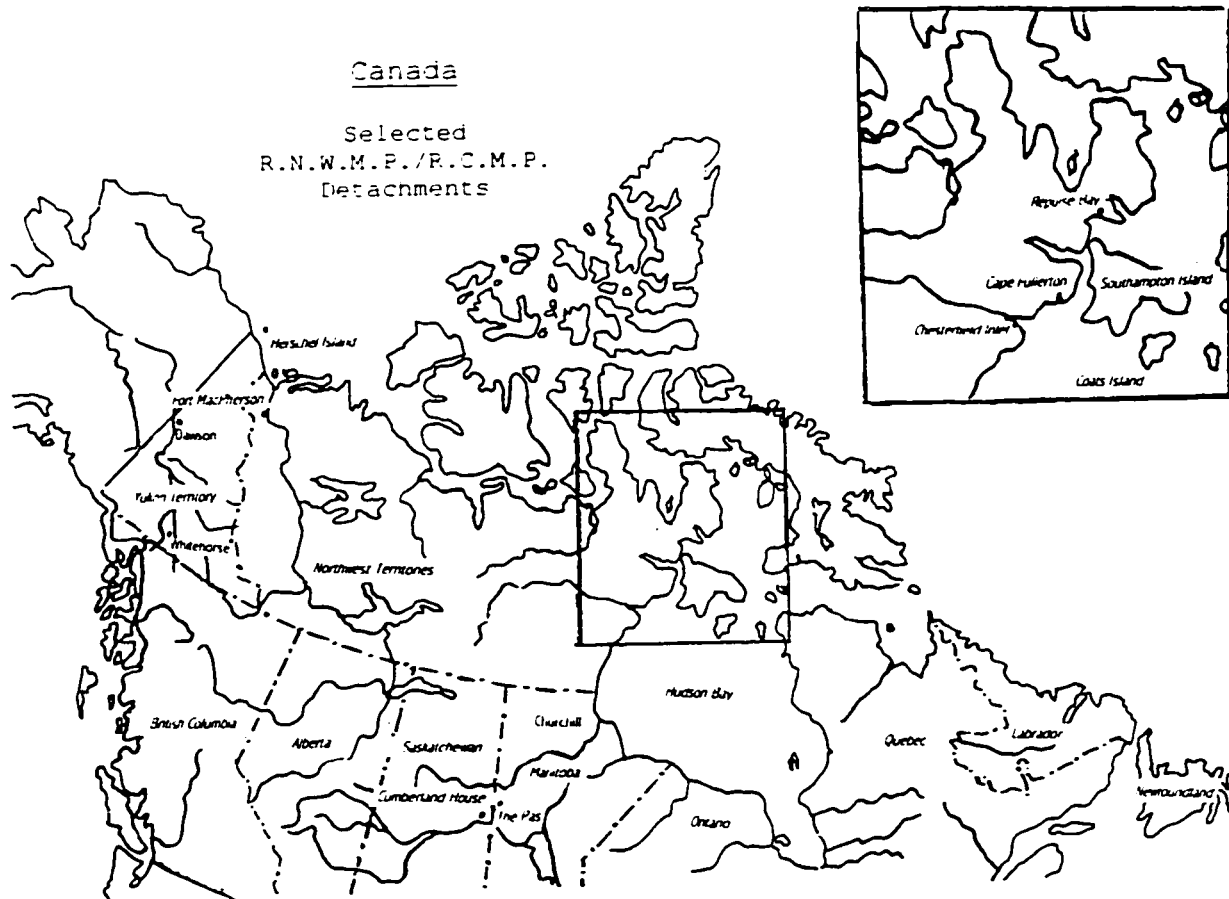 Canada
Selected
R.N.W.M.P./R.C.M.P.
Detachments
Repulse Bay
Cape Fullerton
Southampton Island
Chesterfield Inlet
Coats Island
Herschel Island
Fort MacPherson
Dawson
Yukon Territory
Whitehorse
Northwest Territories
Hudson Bay
British Columbia
Alberta
Saskatchewan
Churchill
Manitoba
Quebec
Labrador
Cumberland House
The Pas
Ontario
Newfoundland